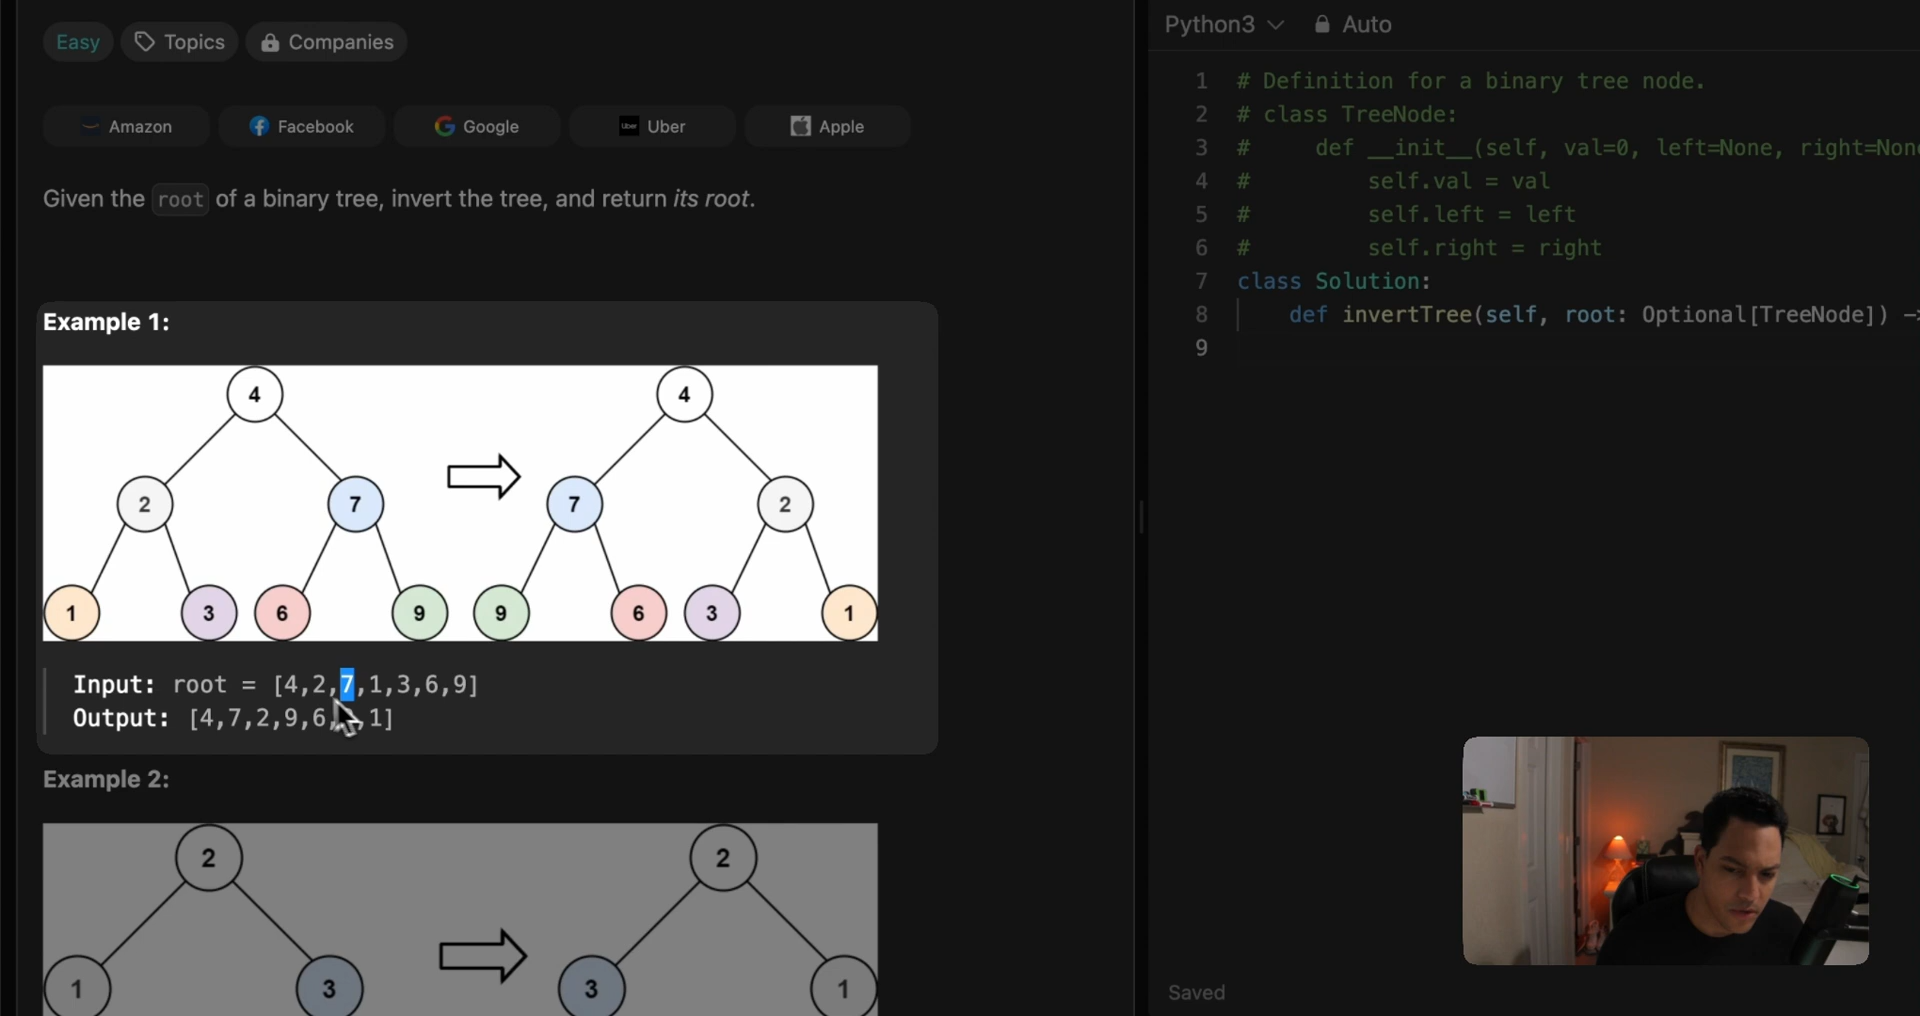 Easy Topics Companies
Amazon Facebook Google Uber Apple
Given the root of a binary tree, invert the tree, and return its root.
Example 1:
4 4
2 7 7 2
1 3 6 9 9 6 3 1
Input: root = [4,2,7,1,3,6,9]
Output: [4,7,2,9,6, ,1]
Example 2:
2 2
1 3 3 1
Python3 Auto
1 # Definition for a binary tree node.
2 # class TreeNode:
3 #     def __init__(self, val=0, left=None, right=Non
4 #         self.val = val
5 #         self.left = left
6 #         self.right = right
7 class Solution:
8     def invertTree(self, root: Optional[TreeNode]) ->
9
Saved